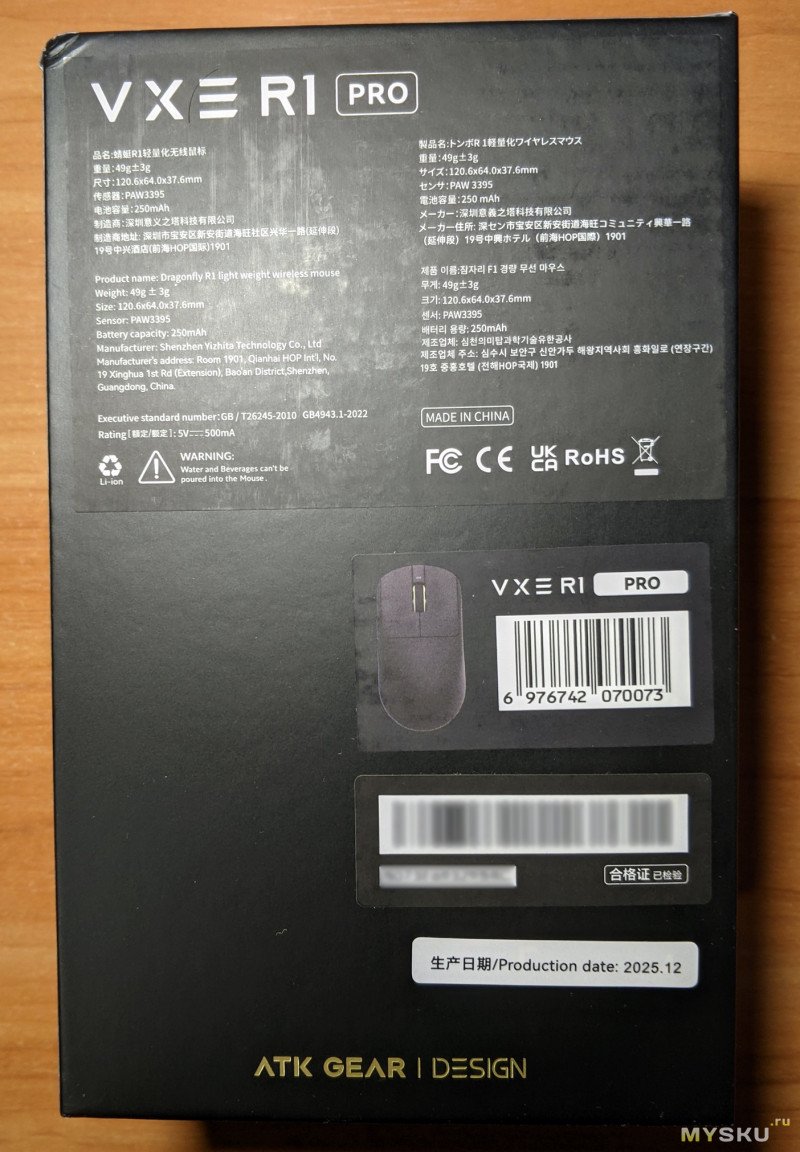 VXE R1 PRO
品名:蜻蜓R1轻量化无线鼠标
重量:49g±3g
尺寸:120.6x64.0x37.6mm
传感器:PAW3395
电池容量:250mAh
制造商:深圳意义之塔科技有限公司
制造商地址: 深圳市宝安区新安街道海旺社区兴华一路(延伸段)
19号中兴酒店(前海HOP国际)1901
製品名:トンボR 1軽量化ワイヤレスマウス
重量:49g±3g
サイズ:120.6x64.0x37.6mm
センサ:PAW 3395
電池容量:250 mAh
メーカー:深圳意義之塔科技有限公司
メーカー住所: 深セン市宝安区新安街道海旺コミュニティ興華一路
(延伸段) 19号中興ホテル (前海HOP国際) 1901
Product name: Dragonfly R1 light weight wireless mouse
Weight: 49g ± 3g
Size: 120.6x64.0x37.6mm
Sensor: PAW3395
Battery capacity: 250mAh
Manufacturer: Shenzhen Yizhita Technology Co., Ltd
Manufacturer's address: Room 1901, Qianhai HOP Int'l, No.
19 Xinghua 1st Rd (Extension), Bao'an District,Shenzhen,
Guangdong, China.
제품 이름:잠자리 F1 경량 무선 마우스
무게: 49g±3g
크기: 120.6x64.0x37.6mm
센서: PAW3395
배터리 용량: 250mAh
제조업체: 심천의미탑과학기술유한공사
제조업체 주소: 심수시 보안구 신안가두 해왕지역사회 흥화일로 (연장구간)
19호 중흥호텔 (전해HOP국제) 1901
Executive standard number:GB / T26245-2010 GB4943.1-2022
Rating [額定/额定] : 5V⎓500mA
MADE IN CHINA
Li-ion
WARNING:
Water and Beverages can't be
poured into the Mouse .
FC CE UK CA RoHS
VXE R1 PRO
6 976742 070073
合格证 已检验
生产日期/Production date: 2025.12
ATK GEAR | DESIGN
MYSKU.ru